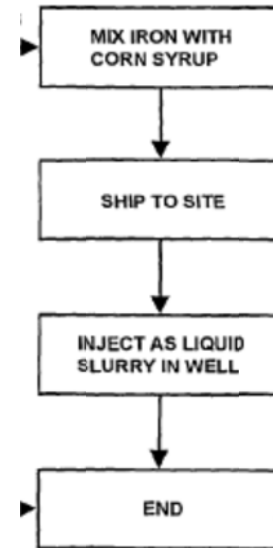 MIX IRON WITH
CORN SYRUP
SHIP TO SITE
INJECT AS LIQUID
SLURRY IN WELL
END